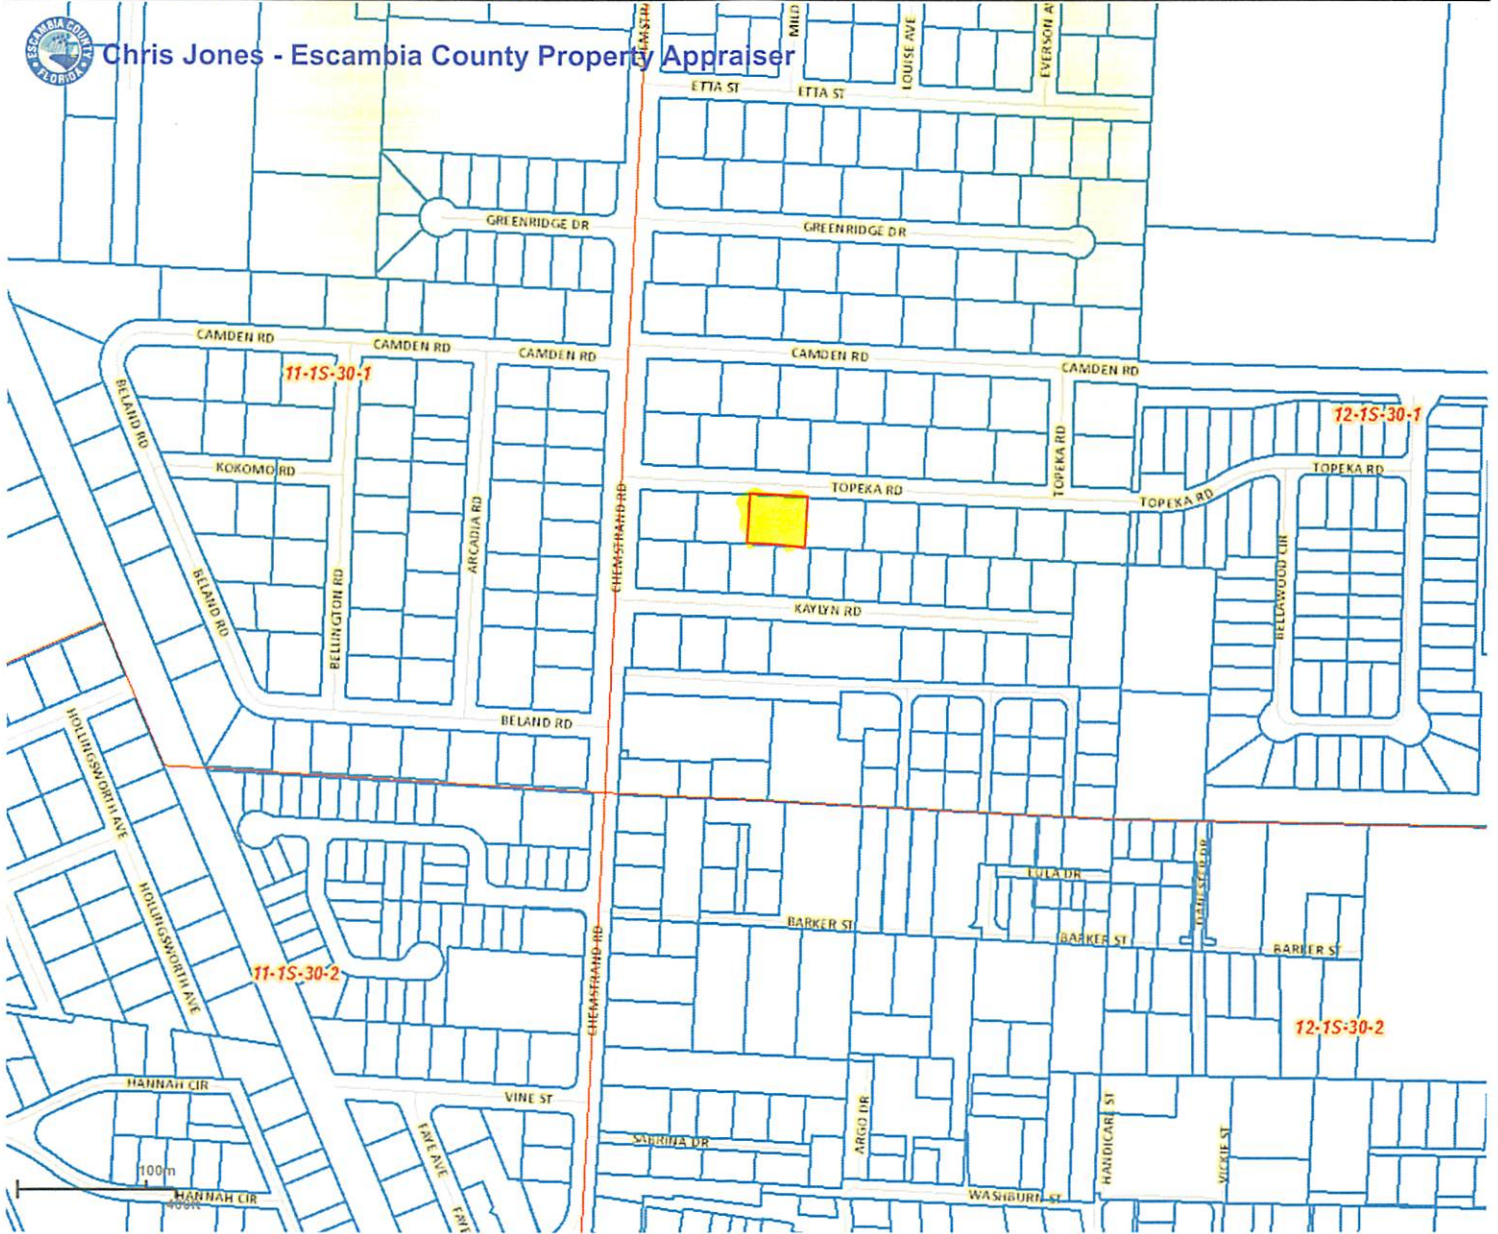 ESCAMBIA COUNTY
FLORIDA
Chris Jones - Escambia County Property Appraiser
LOUISE AVE
ETTA ST
ETTA ST
GREENRIDGE DR
GREENRIDGE DR
CAMDEN RD
CAMDEN RD
CAMDEN RD
CAMDEN RD
CAMDEN RD
11-1S-30-1
12-1S-30-1
BELAND RD
KOKOMO RD
TOPEKA RD
TOPEKA RD
TOPEKA RD
TOPEKA RD
ARCADIA RD
CHEMSTRAND RD
BELLINGTON RD
BELAND RD
BELLAWOOD CIR
KAYLYN RD
BELAND RD
HOLLINGSWORTH AVE
HOLLINGSWORTH AVE
EULA DR
BARKER ST
BARKER ST
BARKER ST
11-1S-30-2
CHEMSTRAND RD
12-1S-30-2
HANNAH CIR
VINE ST
FAYE AVE
SABRINA DR
ARGO DR
HANDICARE ST
VICKIE ST
100m
400ft
HANNAH CIR
WASHBURN ST
FAYE